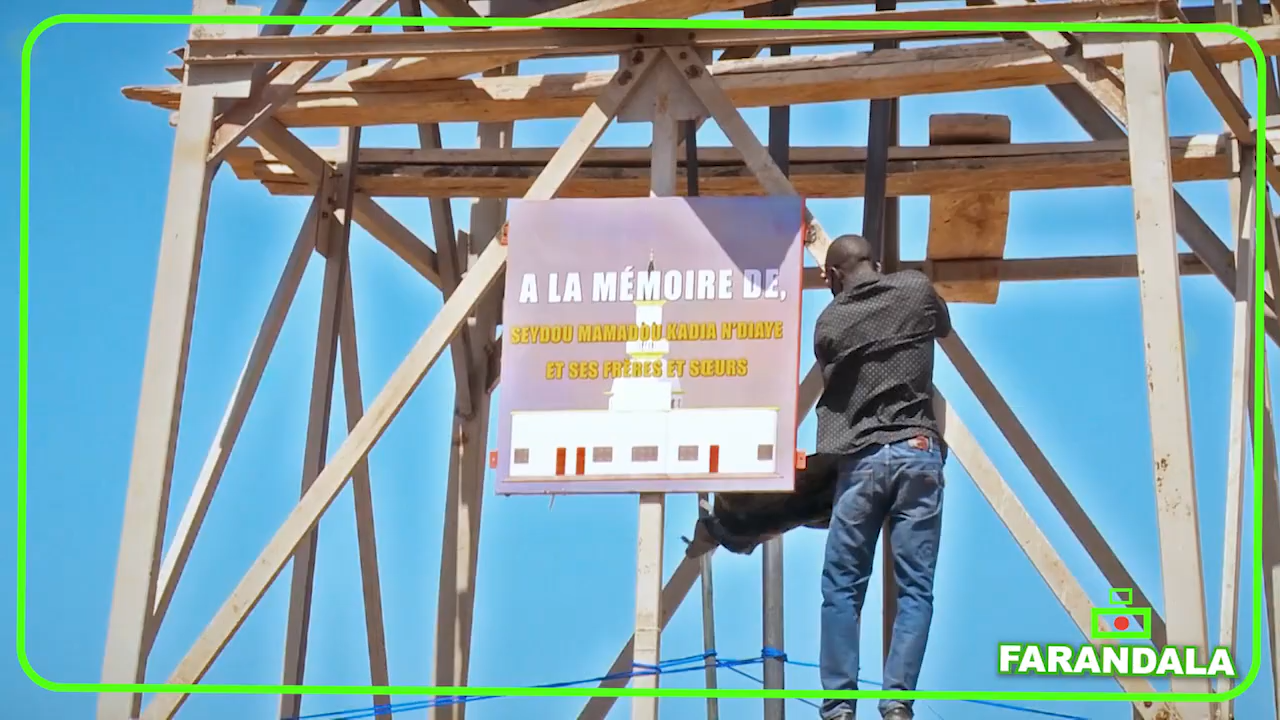 A LA MÉMOIRE DE,
SEYDOU MAMADOU KADIA N'DIAYE
ET SES FRÈRES ET SŒURS
FARANDALA